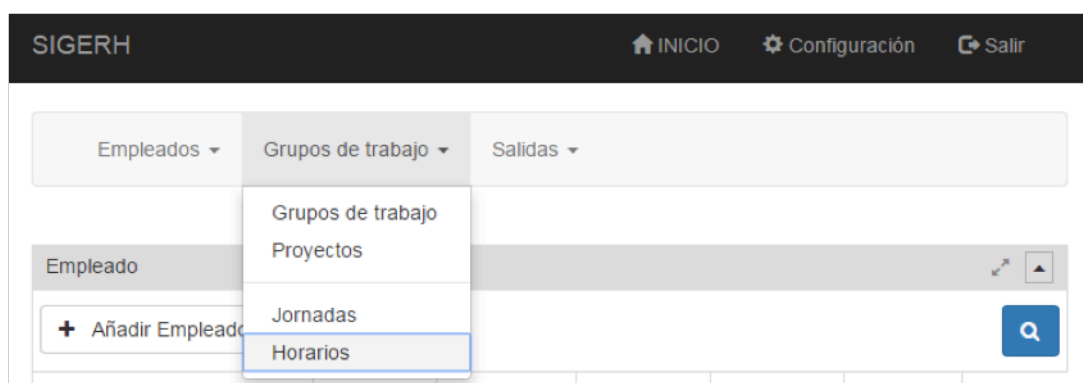 SIGERH INICIO Configuración Salir
Empleados Grupos de trabajo Salidas
Grupos de trabajo
Proyectos
Empleado
Jornadas
Añadir Empleado
Horarios